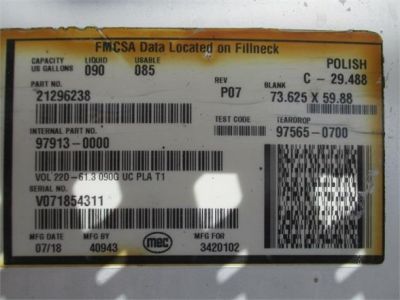 FMCSA Data Located on Fillneck
CAPACITY LIQUID USABLE POLISH
US GALLONS 090 085 C - 29.488
PART NO. REV BLANK
21296238 P07 73.625 X 59.88
INTERNAL PART NO. TEST CODE TEARDROP
97913-0000 97565-0700
VOL 22D -61.3 090G UC PLA T1
SERIAL NO.
V071854311
MFG DATE MFG BY mec MFG FOR
07/18 40943 3420102